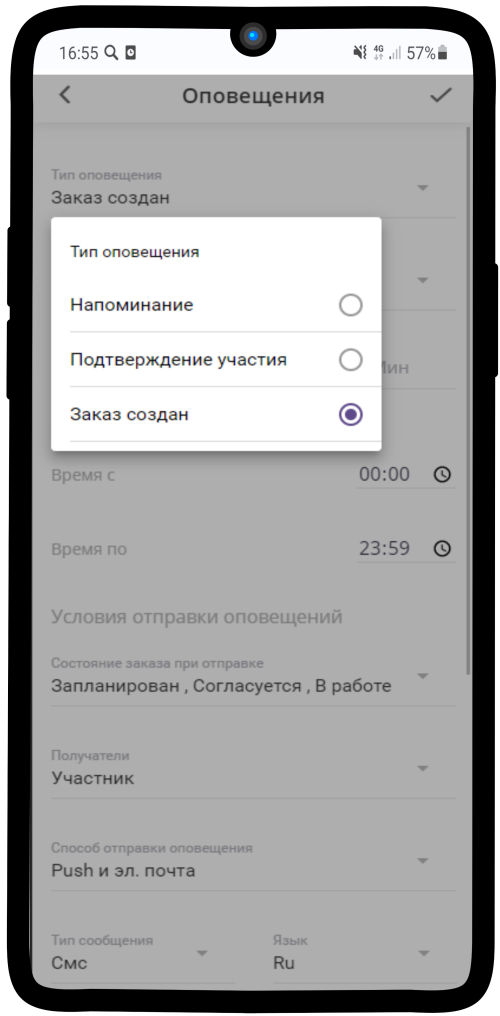 16:55 4G 57%
Оповещения
Тип оповещения
Заказ создан
Тип оповещения
Напоминание
Подтверждение участия
Мин
Заказ создан
Время с 00:00
Время по 23:59
Условия отправки оповещений
Состояние заказа при отправке
Запланирован , Согласуется , В работе
Получатели
Участник
Способ отправки оповещения
Push и эл. почта
Тип сообщения Язык
Смс Ru